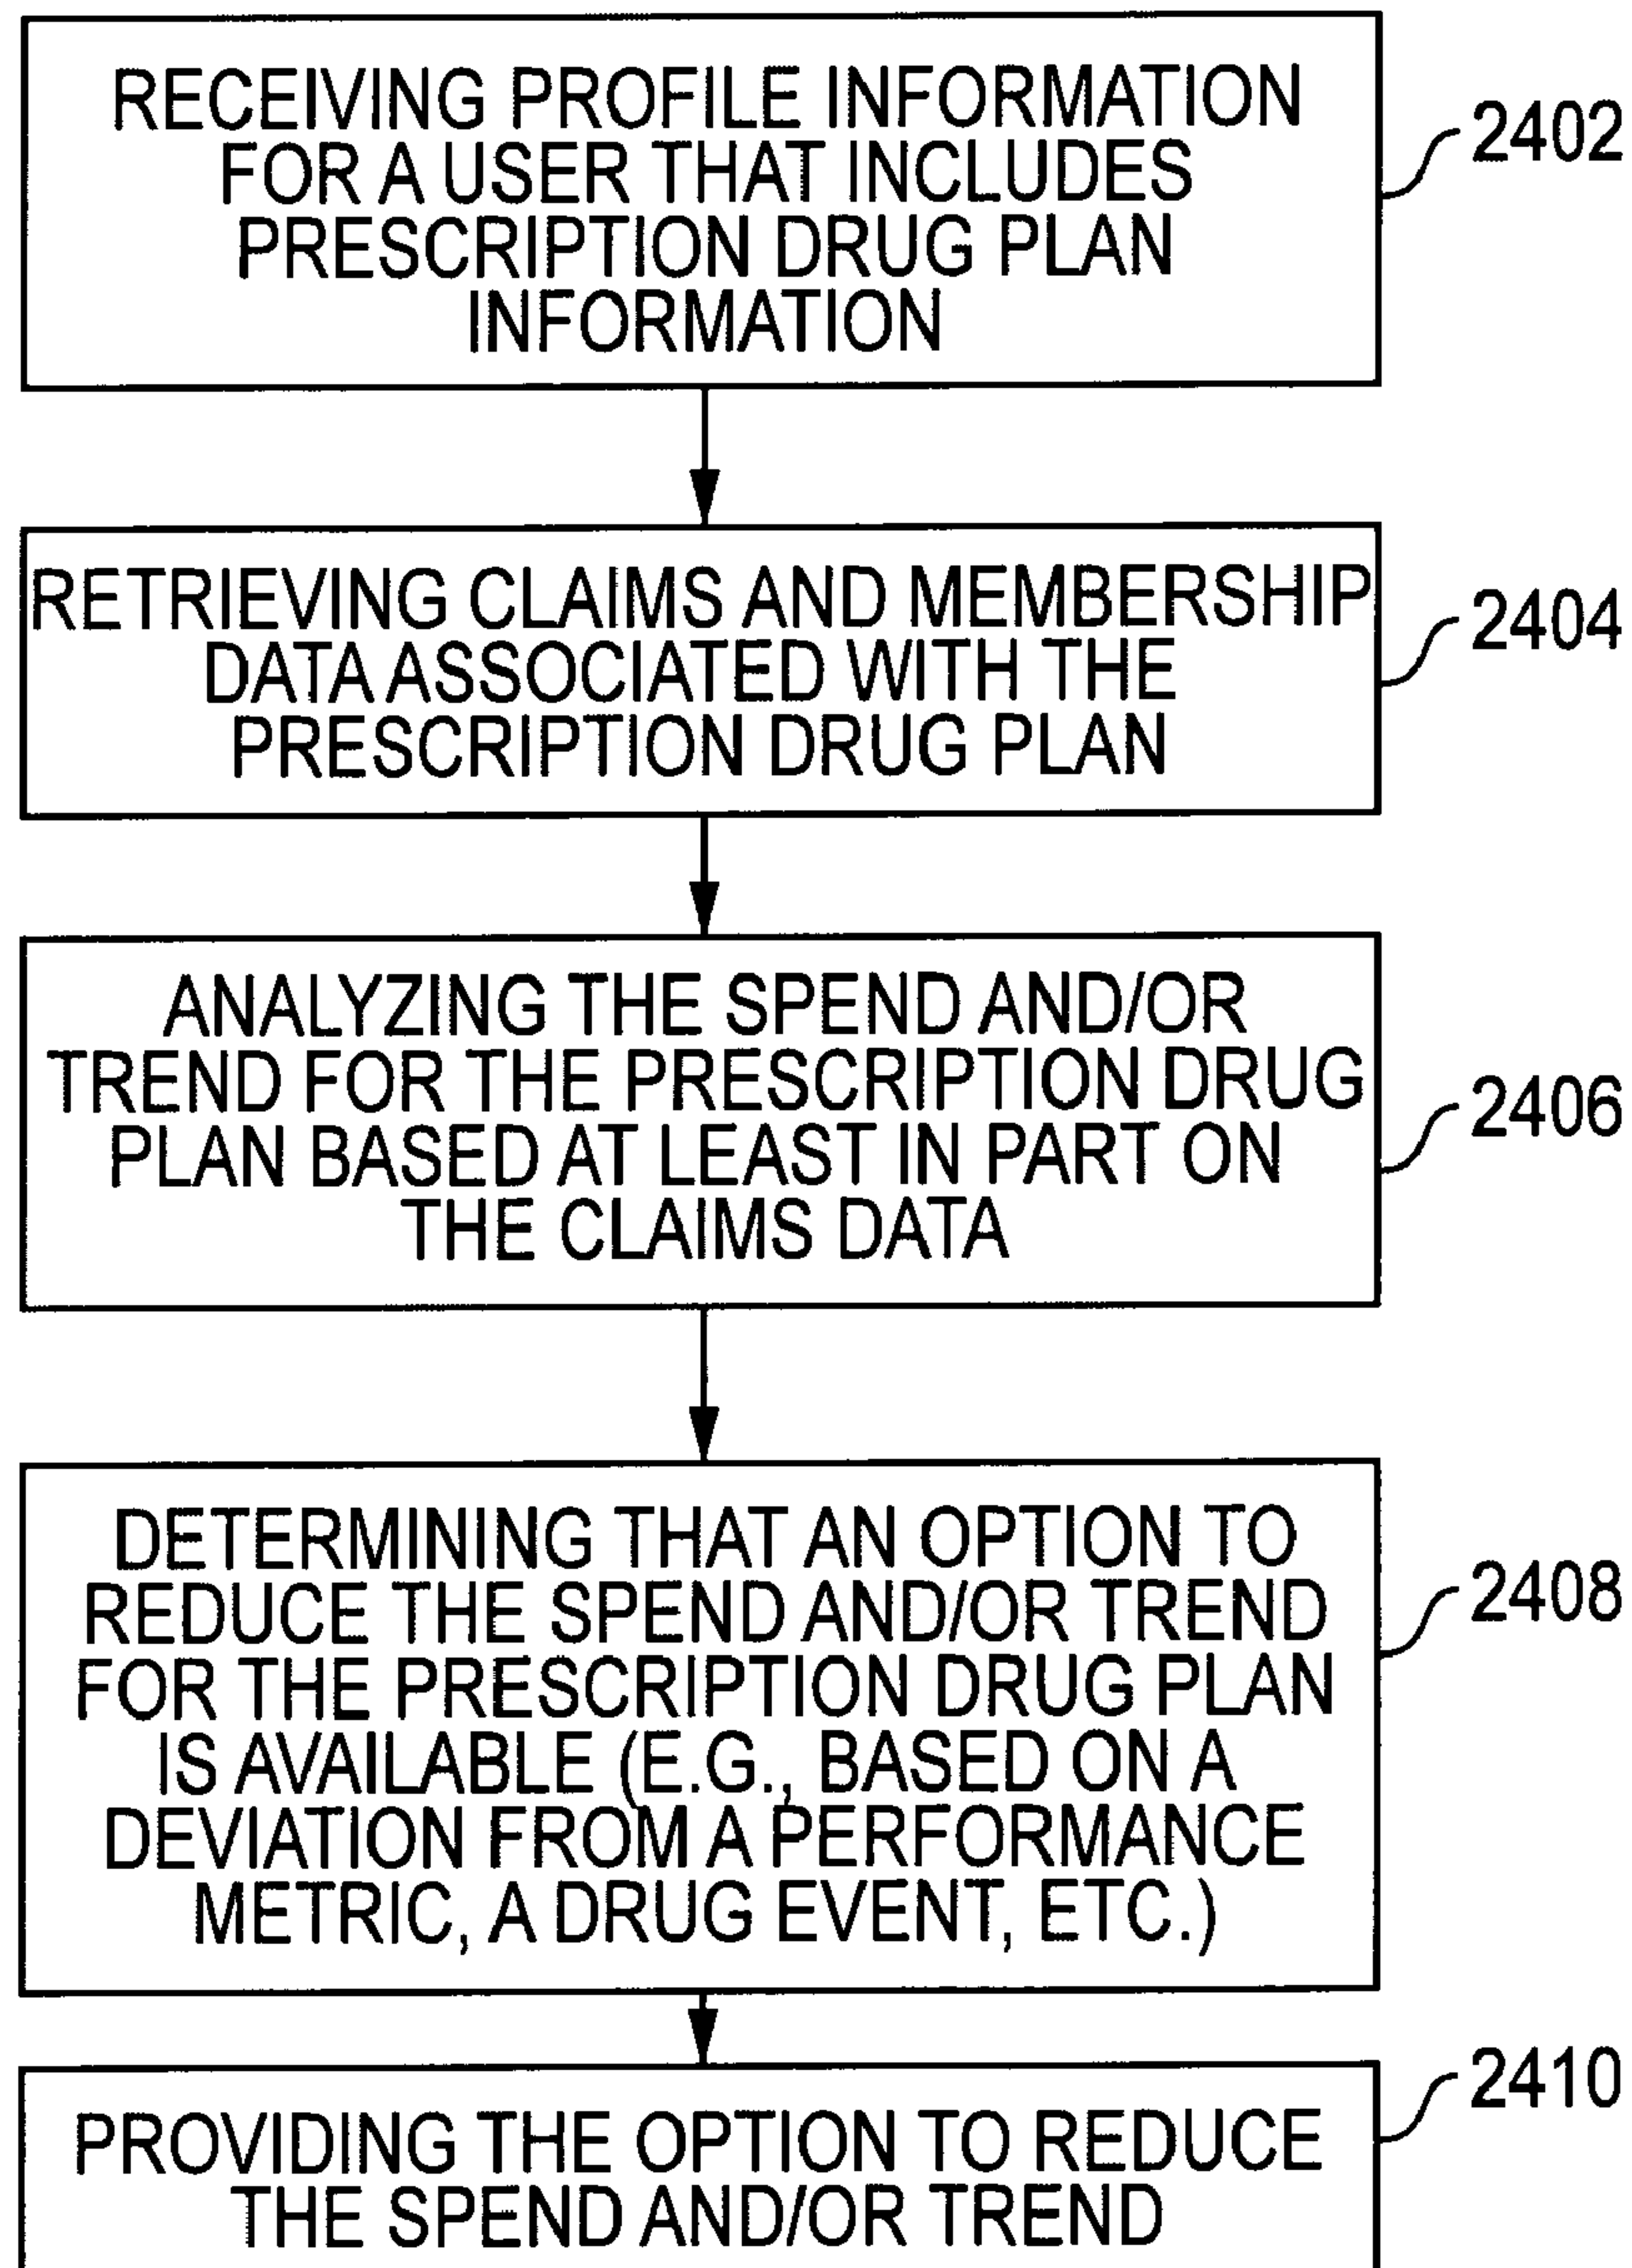 RECEIVING PROFILE INFORMATION
FOR A USER THAT INCLUDES
PRESCRIPTION DRUG PLAN
INFORMATION
2402
RETRIEVING CLAIMS AND MEMBERSHIP
DATA ASSOCIATED WITH THE
PRESCRIPTION DRUG PLAN
2404
ANALYZING THE SPEND AND/OR
TREND FOR THE PRESCRIPTION DRUG
PLAN BASED AT LEAST IN PART ON
THE CLAIMS DATA
2406
DETERMINING THAT AN OPTION TO
REDUCE THE SPEND AND/OR TREND
FOR THE PRESCRIPTION DRUG PLAN
IS AVAILABLE (E.G., BASED ON A
DEVIATION FROM A PERFORMANCE
METRIC, A DRUG EVENT, ETC.)
2408
PROVIDING THE OPTION TO REDUCE
THE SPEND AND/OR TREND
2410